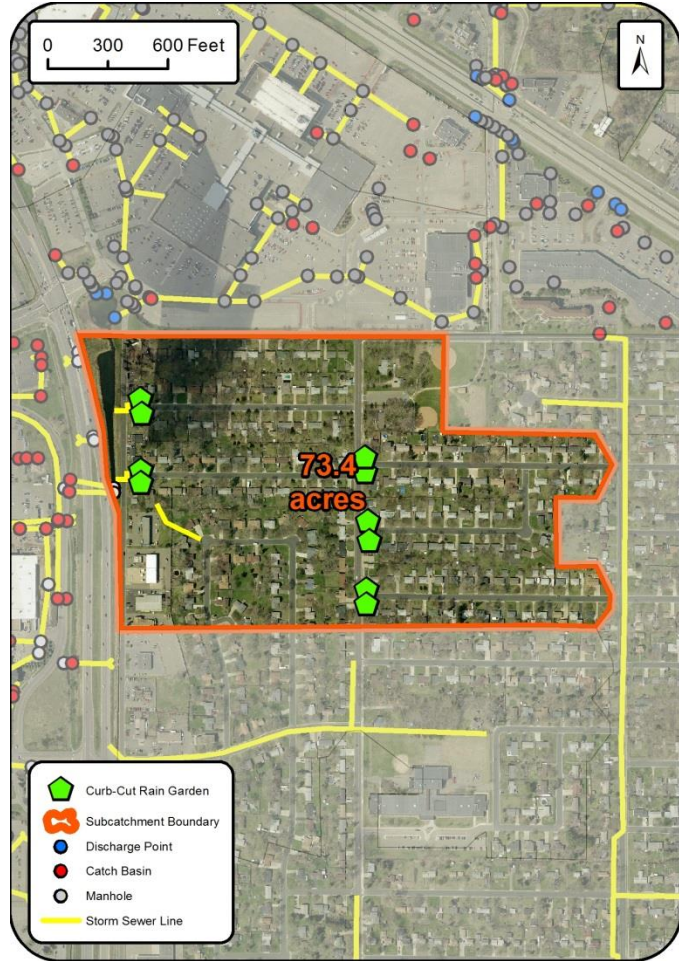 0 300 600 Feet
N
73.4
acres
Curb-Cut Rain Garden
Subcatchment Boundary
Discharge Point
Catch Basin
Manhole
Storm Sewer Line